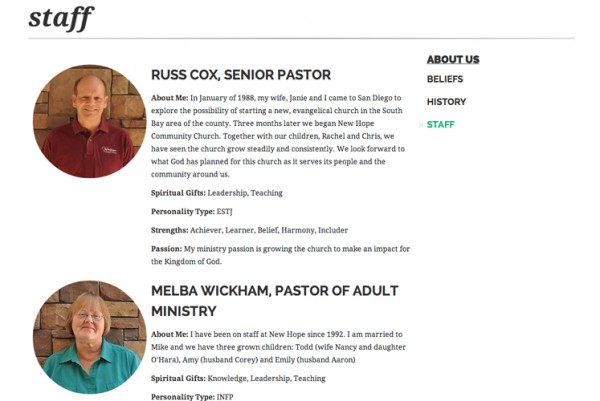 staff
RUSS COX, SENIOR PASTOR
About Me: In January of 1988, my wife, Janie and I came to San Diego to
explore the possibility of starting a new, evangelical church in the South
Bay area of the county. Three months later we began New Hope
Community Church. Together with our children, Rachel and Chris, we
have seen the church grow steadily and consistently. We look forward to
what God has planned for this church as it serves its people and the
community around us.
Spiritual Gifts: Leadership, Teaching
Personality Type: ESTJ
Strengths: Achiever, Learner, Belief, Harmony, Includer
Passion: My ministry passion is growing the church to make an impact for
the Kingdom of God.
MELBA WICKHAM, PASTOR OF ADULT
MINISTRY
About Me: I have been on staff at New Hope since 1992. I am married to
Mike and we have three grown children: Todd (wife Nancy and daughter
O'Hara), Amy (husband Corey) and Emily (husband Aaron)
Spiritual Gifts: Knowledge, Leadership, Teaching
Personality Type: INFP
ABOUT US
BELIEFS
HISTORY
STAFF